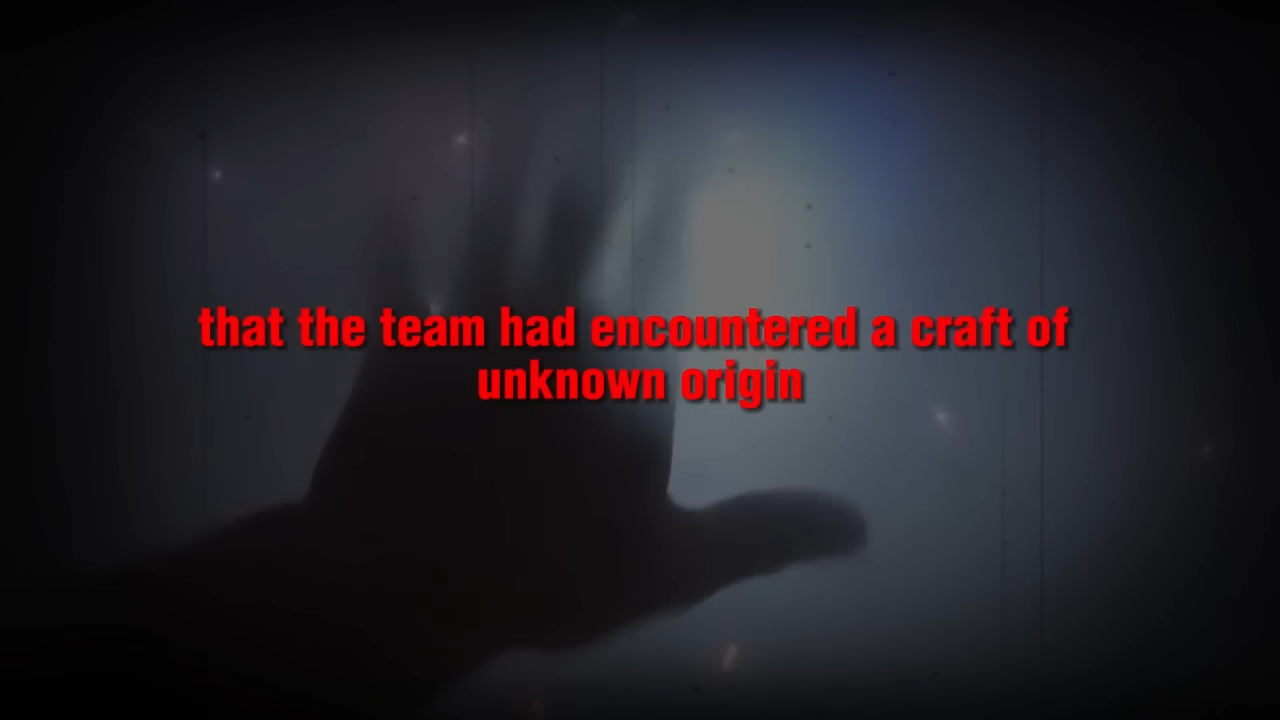 that the team had encountered a craft of
unknown origin